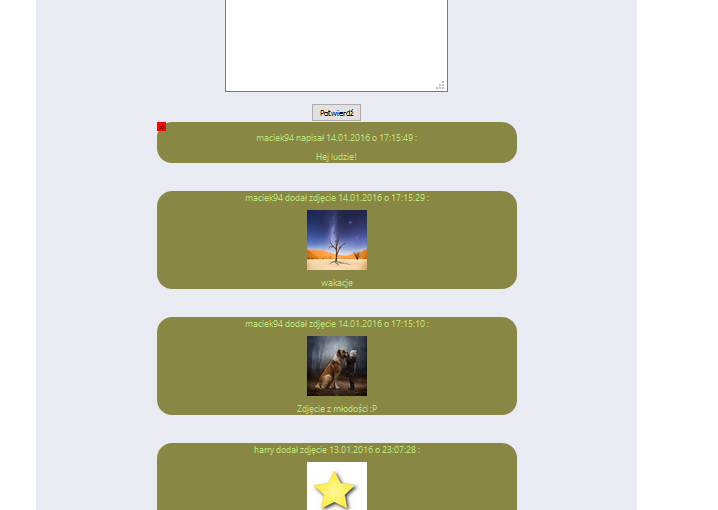 Potwierdź
x
maciek94 napisał 14.01.2016 o 17:15:49 :
Hej ludzie!
maciek94 dodał zdjęcie 14.01.2016 o 17:15:29 :
wakacje
maciek94 dodał zdjęcie 14.01.2016 o 17:15:10 :
Zdjęcie z młodości :P
harry dodał zdjęcie 13.01.2016 o 23:07:28 :